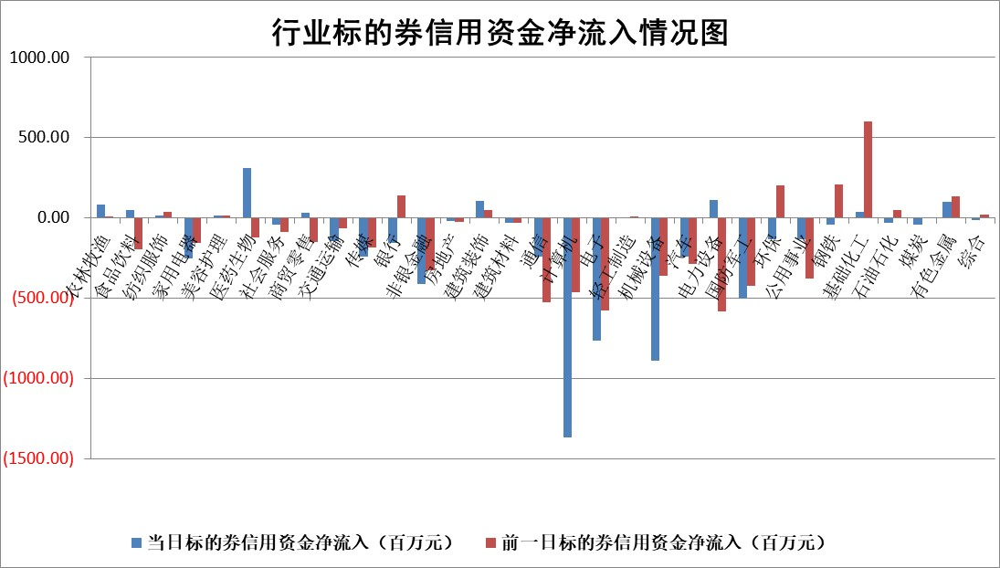 行业标的券信用资金净流入情况图
1000.00
500.00
0.00
(500.00)
(1000.00)
(1500.00)
农林牧渔
食品饮料
纺织服饰
家用电器
美容护理
医药生物
社会服务
商贸零售
交通运输
传媒
银行
非银金融
房地产
建筑装饰
建筑材料
通信
计算机
电子
轻工制造
机械设备
汽车
电力设备
国防军工
环保
公用事业
钢铁
基础化工
石油石化
煤炭
有色金属
综合
当日标的券信用资金净流入（百万元）
前一日标的券信用资金净流入（百万元）